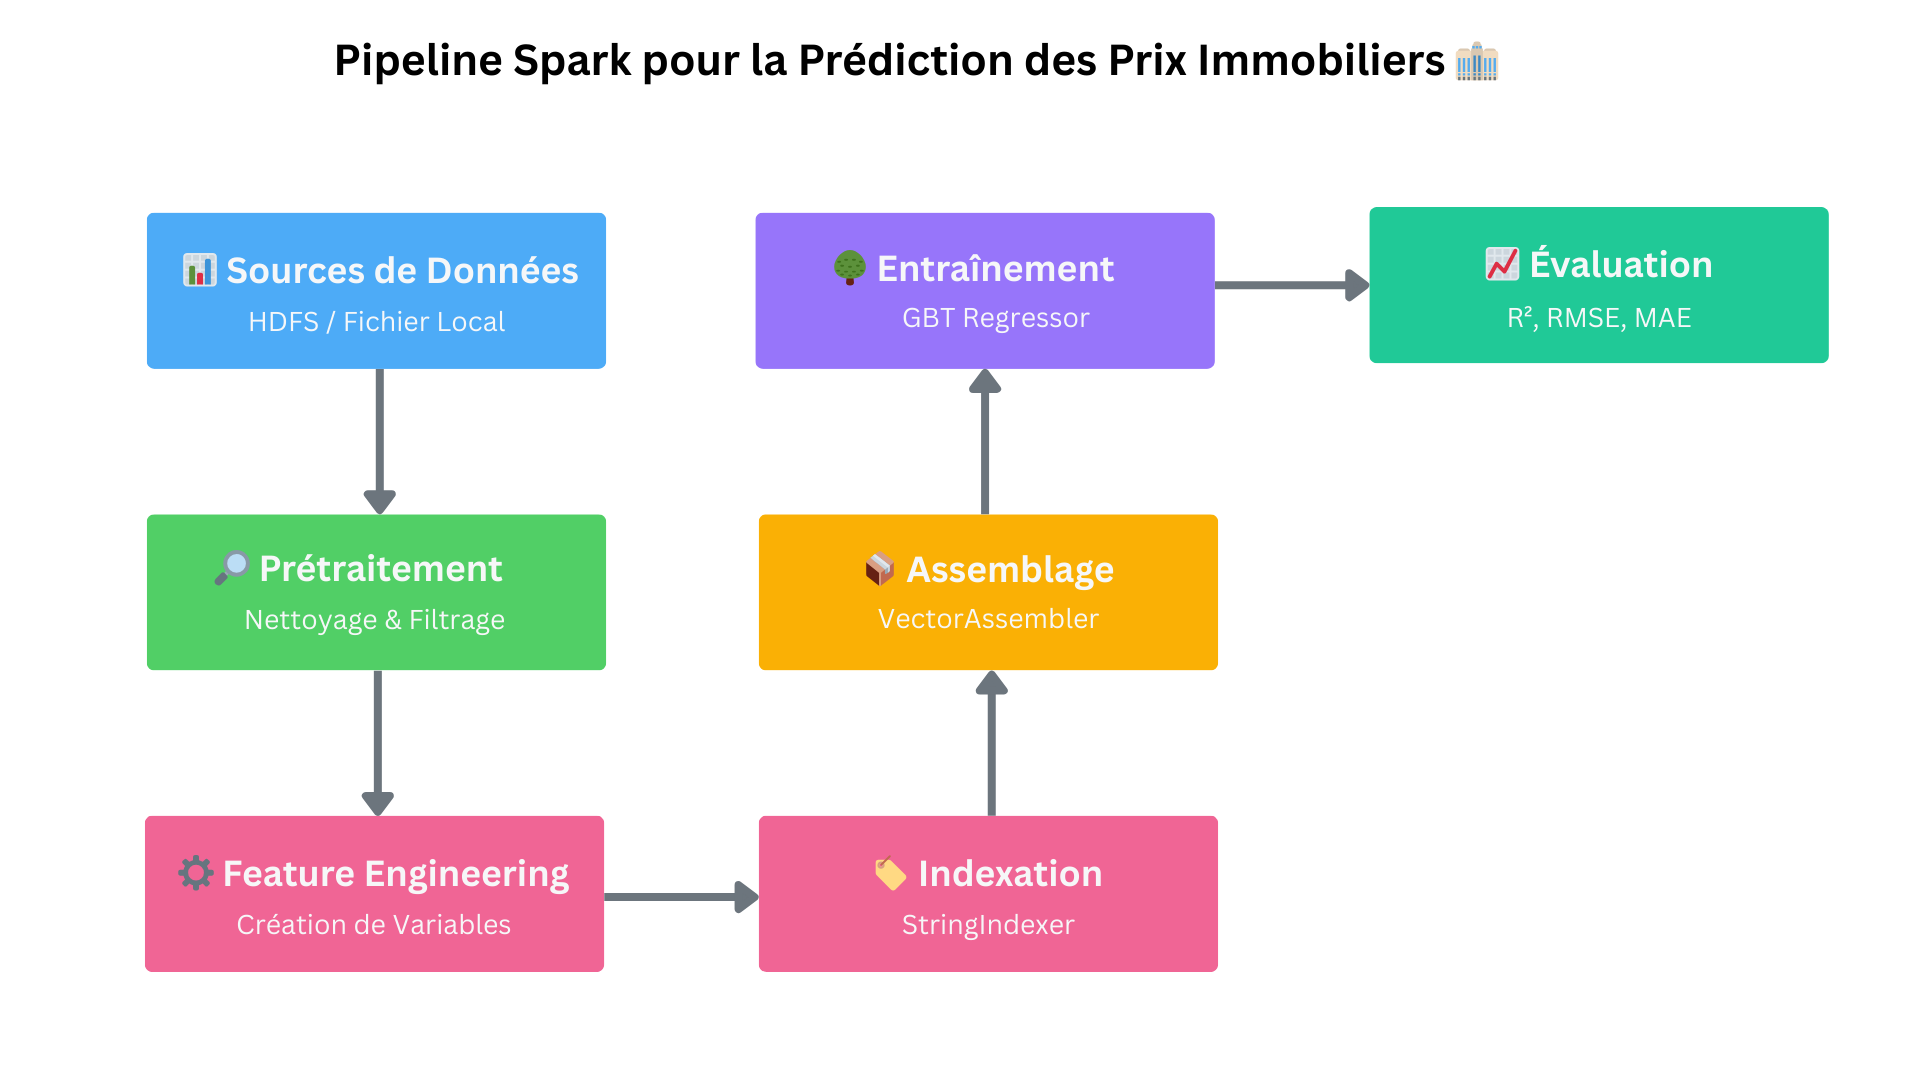 Pipeline Spark pour la Prédiction des Prix Immobiliers
Sources de Données
HDFS / Fichier Local
Prétraitement
Nettoyage & Filtrage
Feature Engineering
Création de Variables
Indexation
StringIndexer
Assemblage
VectorAssembler
Entraînement
GBT Regressor
Évaluation
R², RMSE, MAE